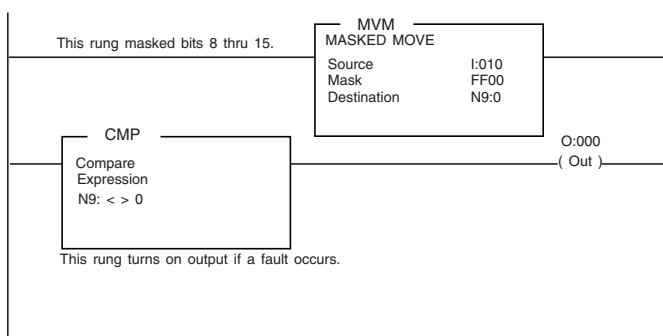 This rung masked bits 8 thru 15.
MVM
MASKED MOVE
Source I:010
Mask FF00
Destination N9:0
CMP
Compare
Expression
N9: < > 0
O:000
( Out )
This rung turns on output if a fault occurs.